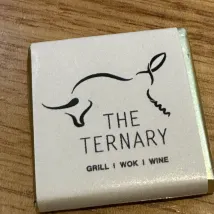 THE
TERNARY
GRILL | WOK | WINE